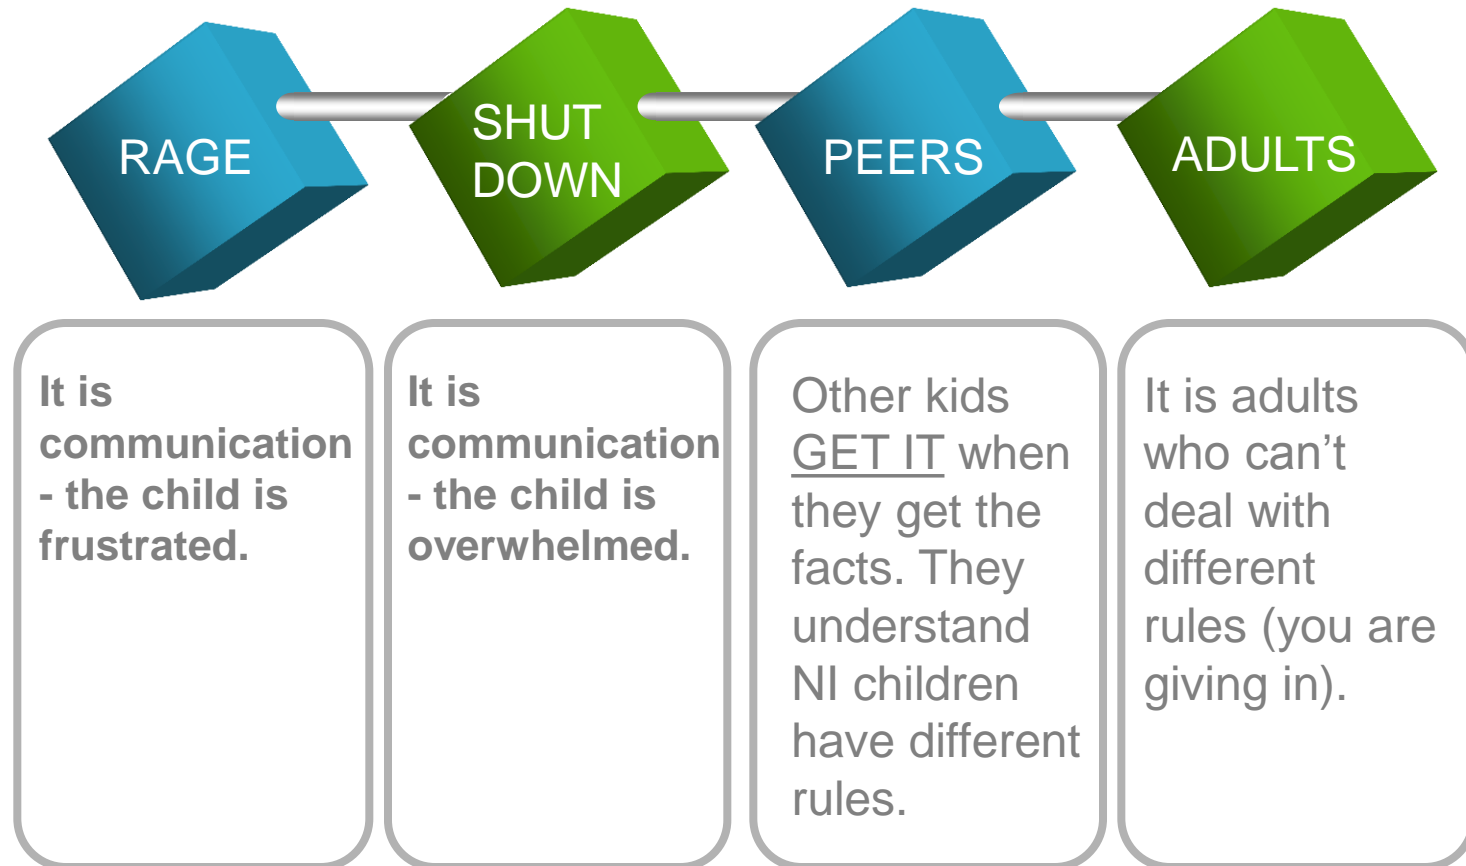 RAGE
SHUT
DOWN
PEERS
ADULTS
It is
communication
- the child is
frustrated.
It is
communication
- the child is
overwhelmed.
Other kids
GET IT when
they get the
facts. They
understand
NI children
have different
rules.
It is adults
who can’t
deal with
different
rules (you are
giving in).